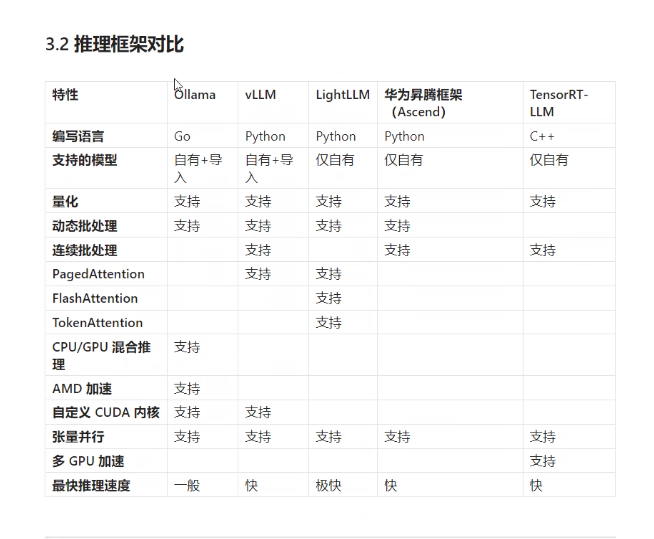 3.2 推理框架对比
特性 Ollama vLLM LightLLM 华为昇腾框架（Ascend） TensorRT-LLM
编写语言 Go Python Python Python C++
支持的模型 自有+导入 自有+导入 仅自有 仅自有 仅自有
量化 支持 支持 支持 支持 支持
动态批处理 支持 支持 支持 支持
连续批处理 支持 支持 支持
PagedAttention 支持 支持
FlashAttention 支持
TokenAttention 支持
CPU/GPU 混合推理 支持
AMD 加速 支持
自定义 CUDA 内核 支持 支持
张量并行 支持 支持 支持 支持 支持
多 GPU 加速 支持
最快推理速度 一般 快 极快 快 快